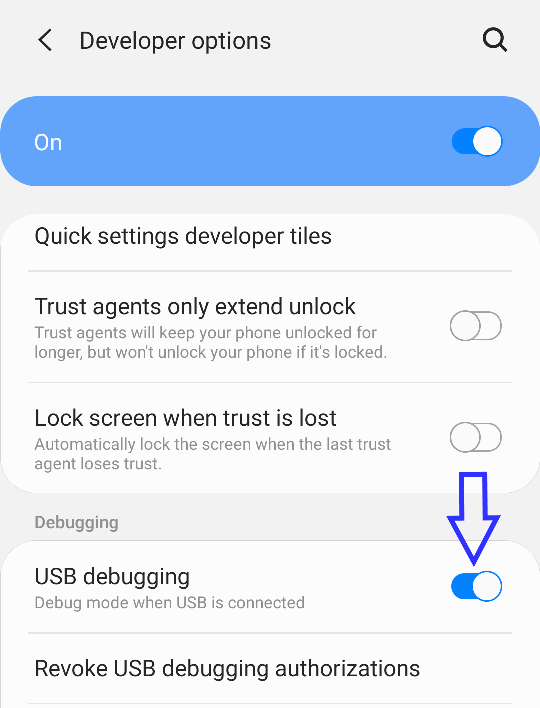 Developer options
On
Quick settings developer tiles
Trust agents only extend unlock
Trust agents will keep your phone unlocked for
longer, but won't unlock your phone if it's locked.
Lock screen when trust is lost
Automatically lock the screen when the last trust
agent loses trust.
Debugging
USB debugging
Debug mode when USB is connected
Revoke USB debugging authorizations